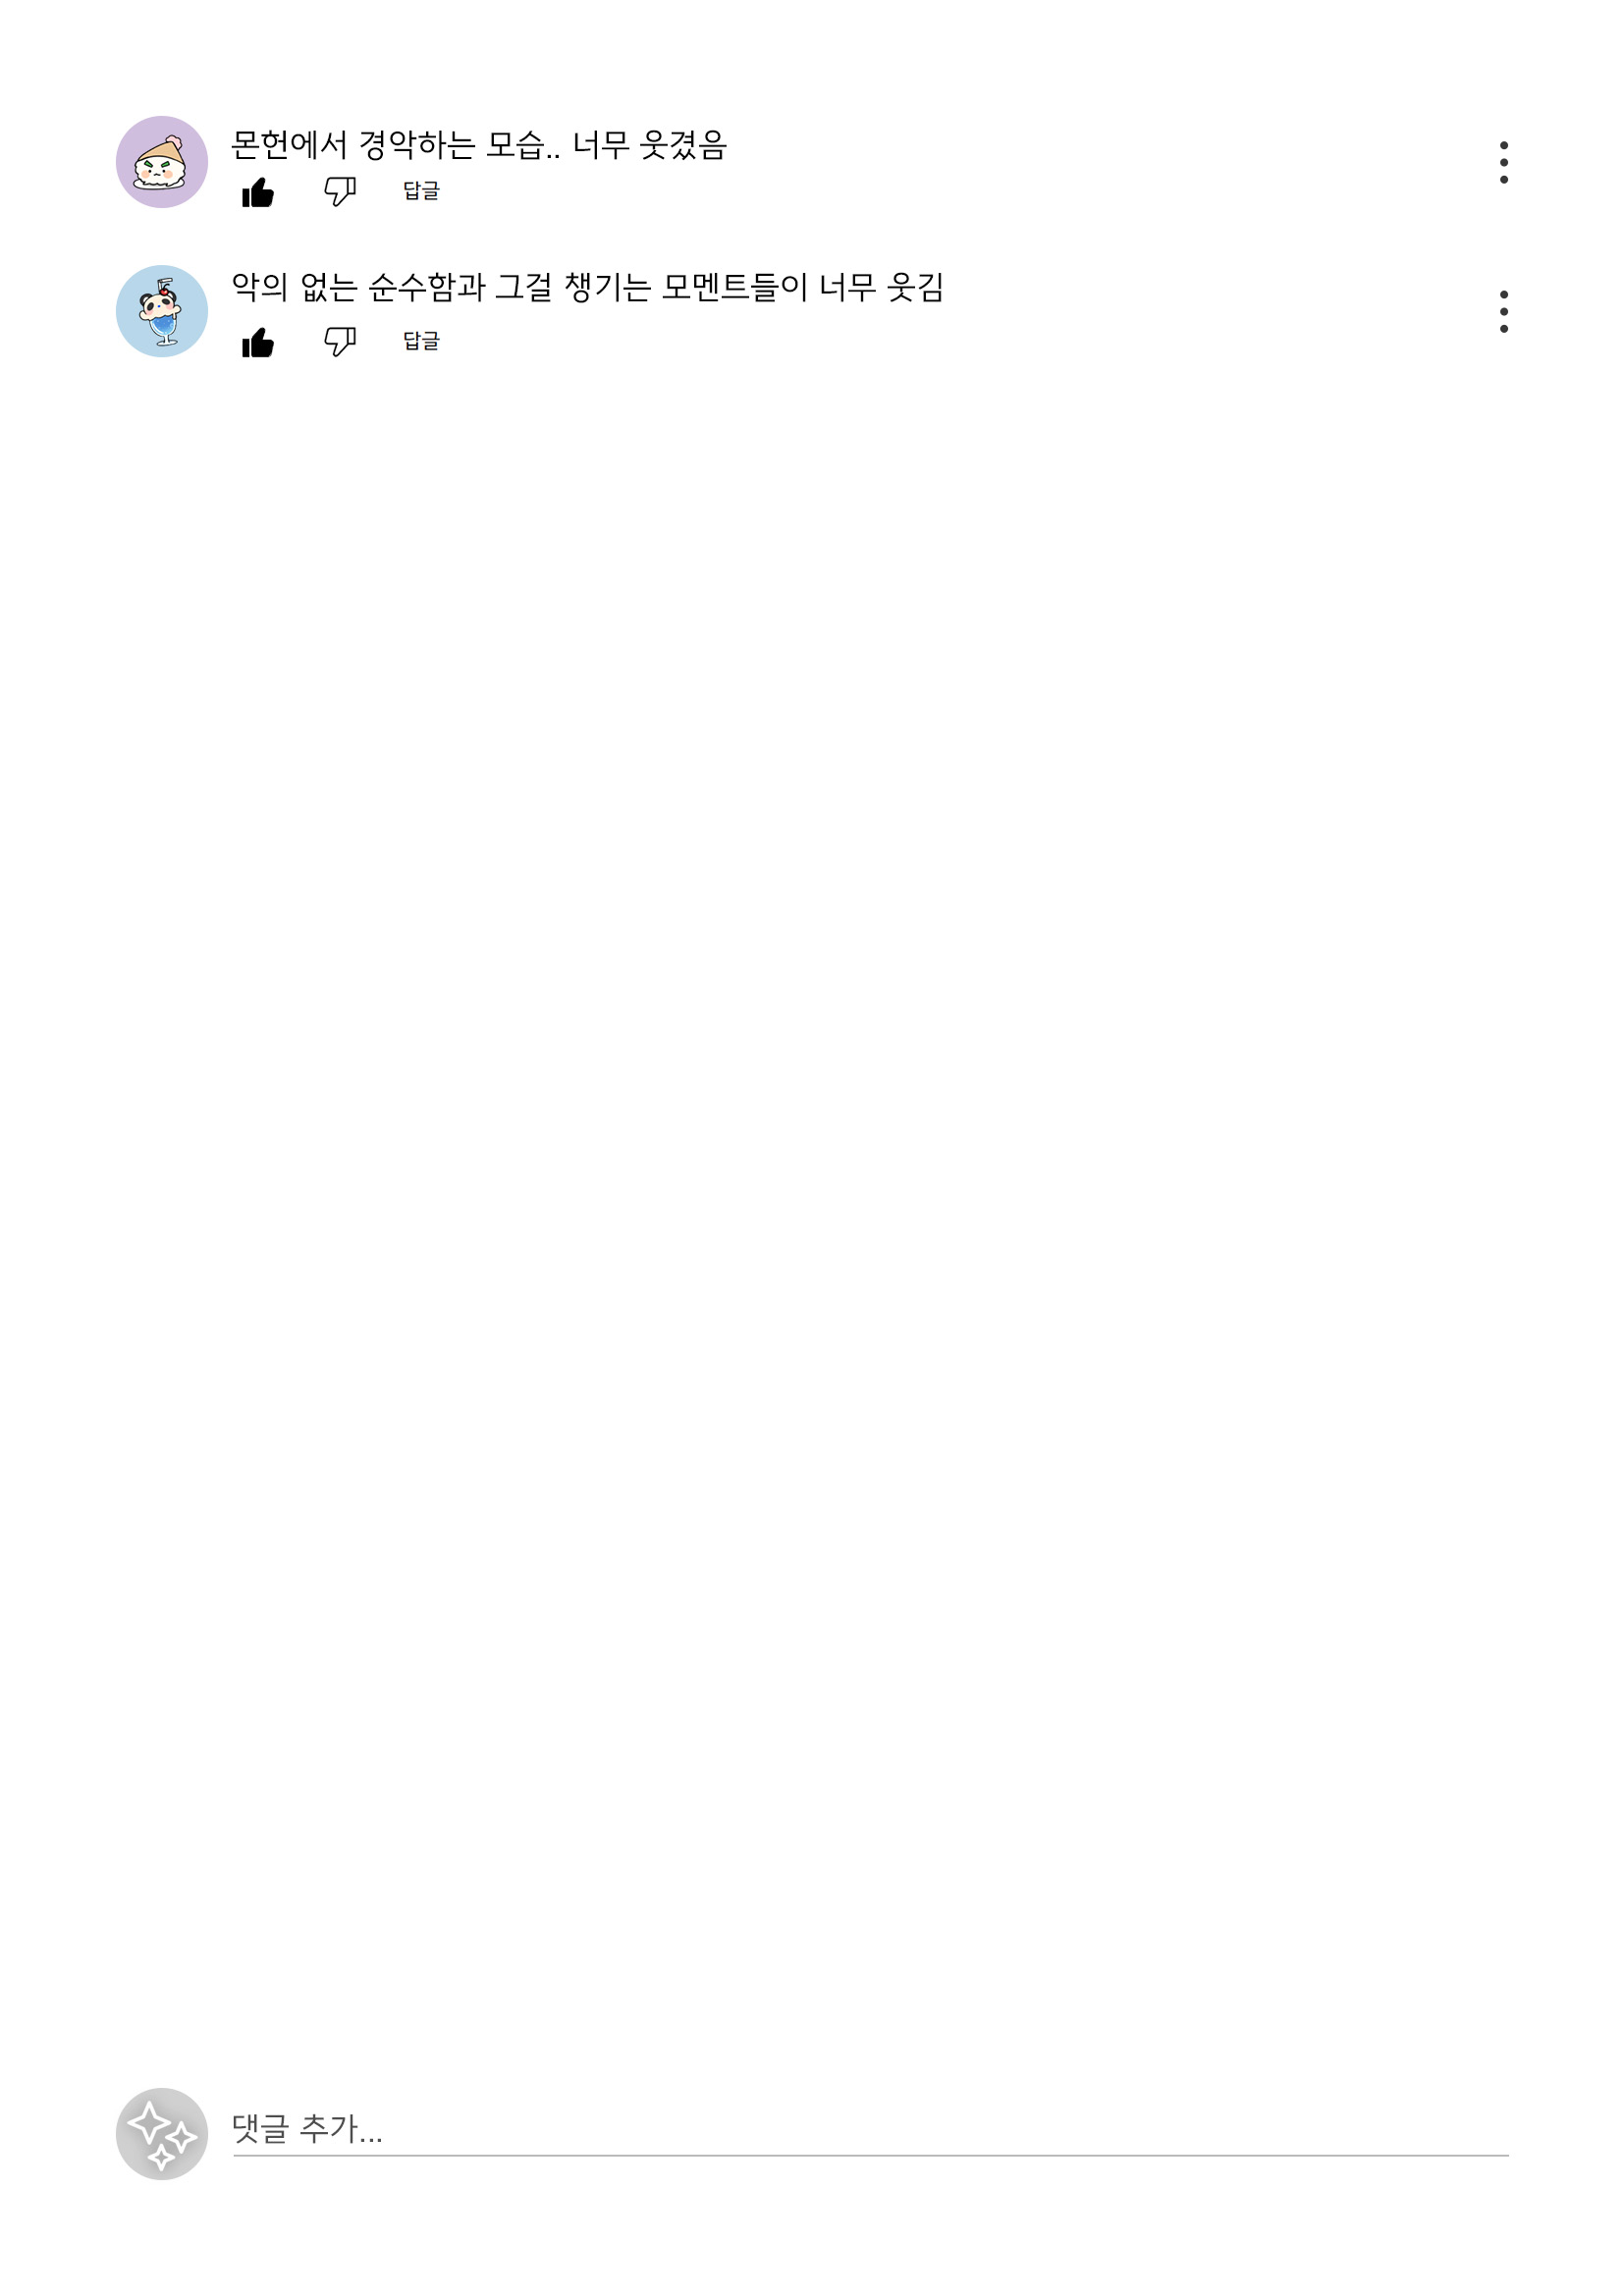 몬헌에서 경악하는 모습.. 너무 웃겼음
답글
악의 없는 순수함과 그걸 챙기는 모멘트들이 너무 웃김
답글
댓글 추가...